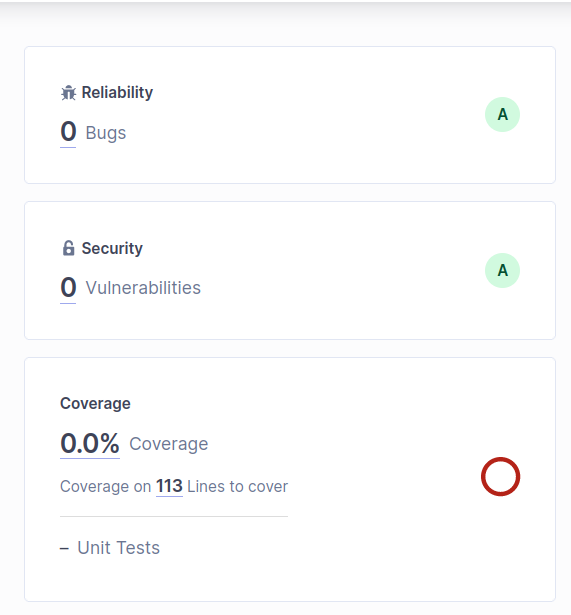 Reliability
0 Bugs
A
Security
0 Vulnerabilities
A
Coverage
0.0% Coverage
Coverage on 113 Lines to cover
– Unit Tests